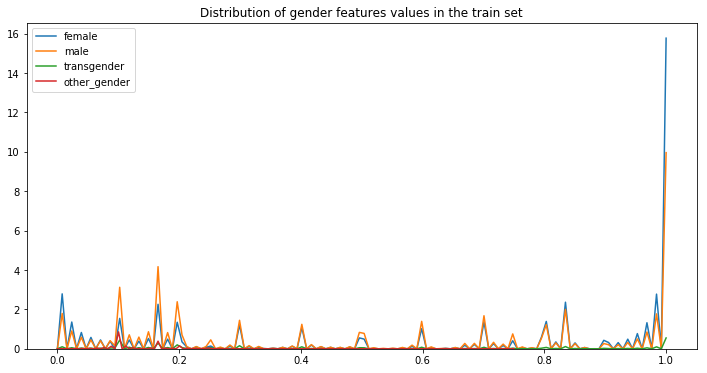 Distribution of gender features values in the train set
16
14
12
10
8
6
4
2
0
female
male
transgender
other_gender
0.0 0.2 0.4 0.6 0.8 1.0